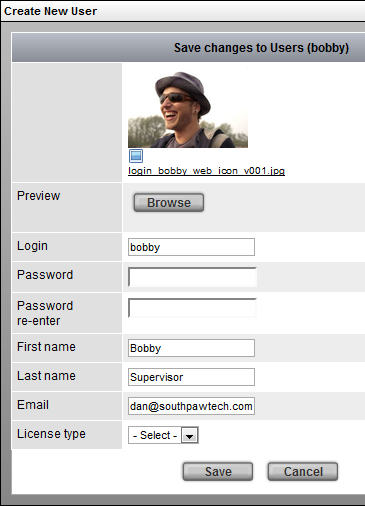 Create New User
Save changes to Users (bobby)
login_bobby_web_icon_v001.jpg
Preview
Browse
Login
bobby
Password
Password
re-enter
First name
Bobby
Last name
Supervisor
Email
dan@southpawtech.com
License type
- Select -
Save
Cancel